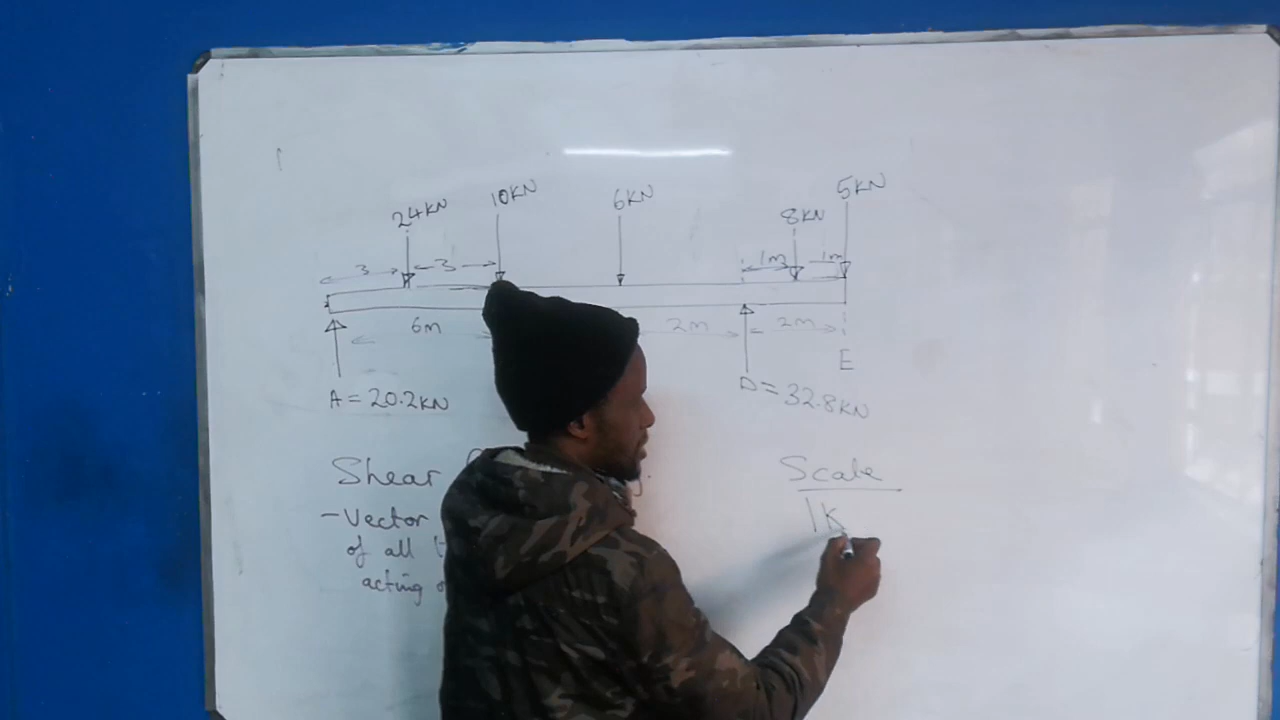 24KN 10KN 6KN 8KN 5KN
3 3 1m 1m
6m 2m 2m
E
A = 20.2KN D = 32.8KN
Shear
Scale
- Vector
1K
of all
acting